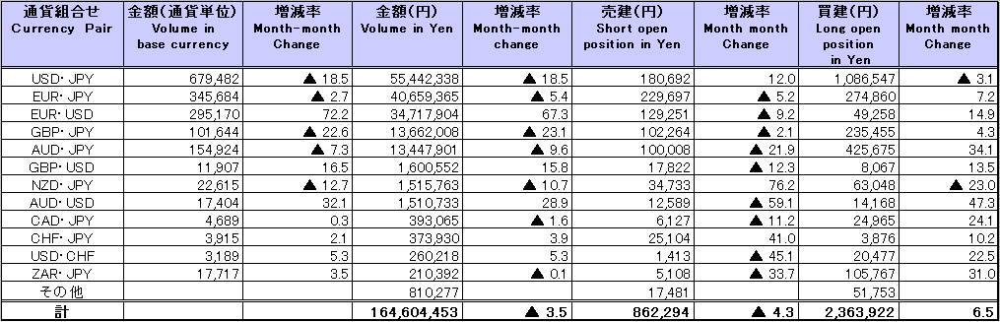 通貨組合せ 金額(通貨単位) 増減率 金額(円) 増減率 売建(円) 増減率 買建(円) 増減率
Currency Pair Volume in Month-month Volume in Yen Month-month Short open Month month Long open Month month
base currency Change change position in Yen Change position Change
in Yen
USD・JPY 679,482 ▲ 18.5 55,442,338 ▲ 18.5 180,692 12.0 1,086,547 ▲ 3.1
EUR・JPY 345,684 ▲ 2.7 40,659,365 ▲ 5.4 229,697 ▲ 5.2 274,860 7.2
EUR・USD 295,170 72.2 34,717,904 67.3 129,251 ▲ 9.2 49,258 14.9
GBP・JPY 101,644 ▲ 22.6 13,662,008 ▲ 23.1 102,264 ▲ 2.1 235,455 4.3
AUD・JPY 154,924 ▲ 7.3 13,447,901 ▲ 9.6 100,008 ▲ 21.9 425,675 34.1
GBP・USD 11,907 16.5 1,600,552 15.8 17,822 ▲ 12.3 8,067 13.5
NZD・JPY 22,615 ▲ 12.7 1,515,763 ▲ 10.7 34,733 76.2 63,048 ▲ 23.0
AUD・USD 17,404 32.1 1,510,733 28.9 12,589 ▲ 59.1 14,168 47.3
CAD・JPY 4,689 0.3 393,065 ▲ 1.6 6,127 ▲ 11.2 24,965 24.1
CHF・JPY 3,915 2.1 373,930 3.9 25,104 41.0 3,876 10.2
USD・CHF 3,189 5.3 260,218 5.3 1,413 ▲ 45.1 20,477 22.5
ZAR・JPY 17,717 3.5 210,392 ▲ 0.1 5,108 ▲ 33.7 105,767 31.0
その他 810,277 17,481 51,753
計 164,604,453 ▲ 3.5 862,294 ▲ 4.3 2,363,922 6.5